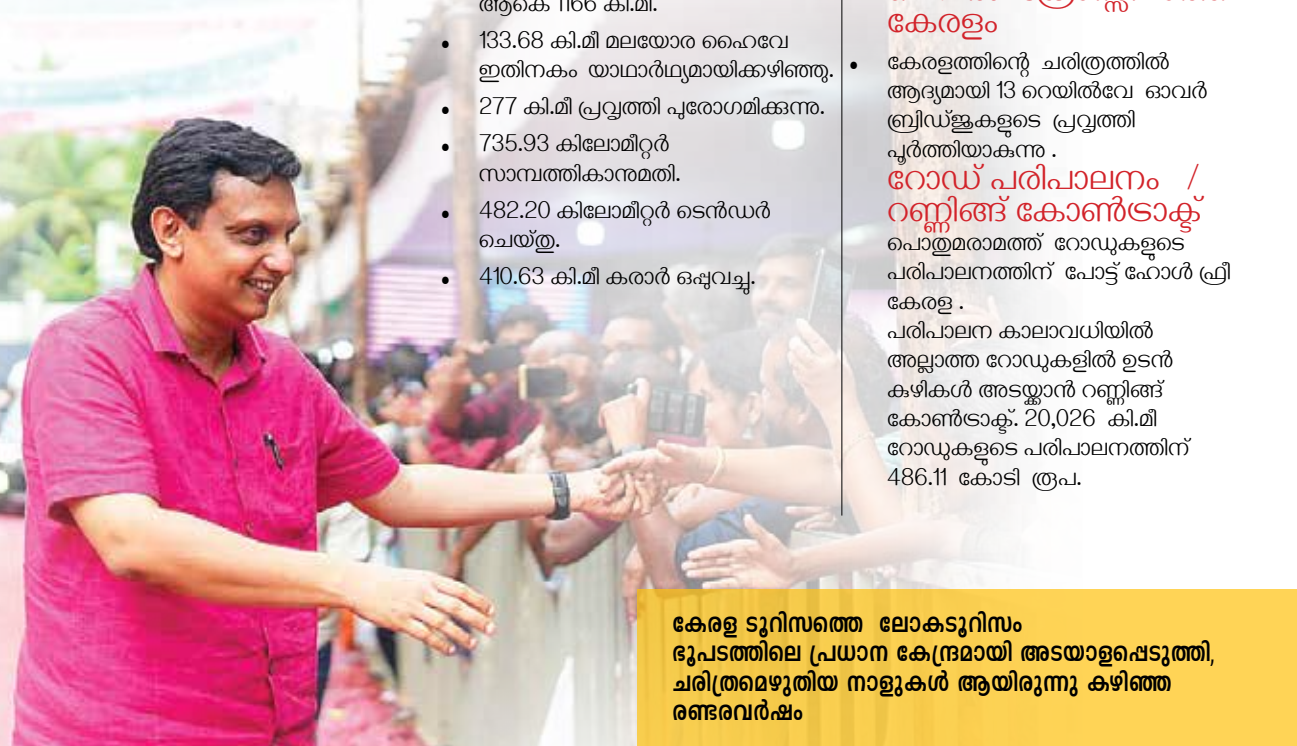 ആകെ 1166 കി.മി.
133.68 കി.മീ മലയോര ഹൈവേ
ഇതിനകം യാഥാർഥ്യമായിക്കഴിഞ്ഞു.
277 കി.മീ പ്രവൃത്തി പുരോഗമിക്കുന്നു.
735.93 കിലോമീറ്റർ
സാമ്പത്തികാനുമതി.
482.20 കിലോമീറ്റർ ടെൻഡർ
ചെയ്തു.
410.63 കി.മീ കരാർ ഒപ്പുവച്ചു.
കേരളം
കേരളത്തിന്റെ ചരിത്രത്തിൽ
ആദ്യമായി 13 റെയിൽവേ ഓവർ
ബ്രിഡ്ജുകളുടെ പ്രവൃത്തി
പൂർത്തിയാകുന്നു .
റോഡ് പരിപാലനം /
റണ്ണിങ്ങ് കോൺട്രാക്ട്
പൊതുമരാമത്ത് റോഡുകളുടെ
പരിപാലനത്തിന് പോട്ട് ഹോൾ ഫ്രീ
കേരള .
പരിപാലന കാലാവധിയിൽ
അല്ലാത്ത റോഡുകളിൽ ഉടൻ
കുഴികൾ അടയ്ക്കാൻ റണ്ണിങ്ങ്
കോൺട്രാക്ട്. 20,026 കി.മീ
റോഡുകളുടെ പരിപാലനത്തിന്
486.11 കോടി രൂപ.
കേരള ടൂറിസത്തെ ലോകടൂറിസം
ഭൂപടത്തിലെ പ്രധാന കേന്ദ്രമായി അടയാളപ്പെടുത്തി,
ചരിത്രമെഴുതിയ നാളുകൾ ആയിരുന്നു കഴിഞ്ഞ
രണ്ടരവർഷം